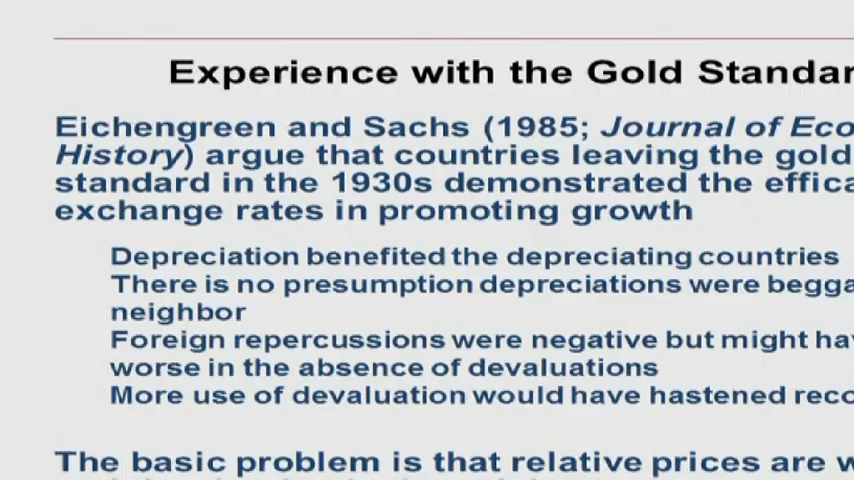 Experience with the Gold Standar
Eichengreen and Sachs (1985; Journal of Eco
History) argue that countries leaving the gold
standard in the 1930s demonstrated the effica
exchange rates in promoting growth
Depreciation benefited the depreciating countries
There is no presumption depreciations were begga
neighbor
Foreign repercussions were negative but might hav
worse in the absence of devaluations
More use of devaluation would have hastened reco
The basic problem is that relative prices are w